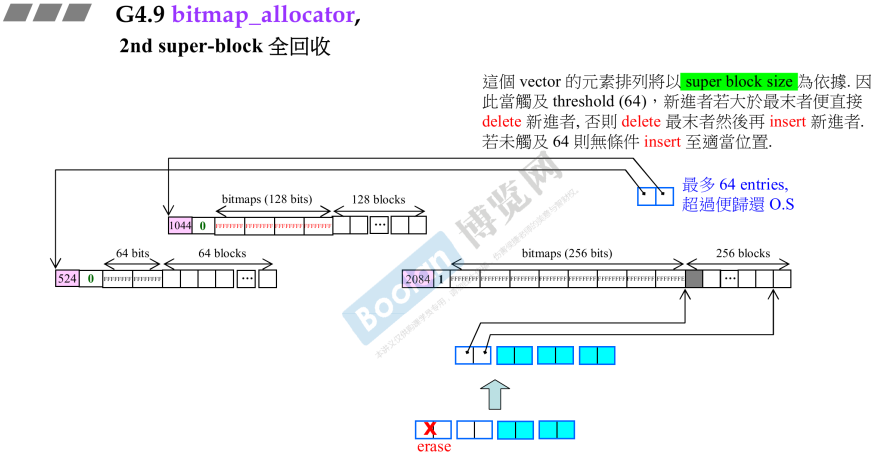 G4.9 bitmap_allocator,
2nd super-block 全回收
這個 vector 的元素排列將以 super block size 為依據. 因
此當觸及 threshold (64)，新進者若大於最末者便直接
delete 新進者, 否則 delete 最末者然後再 insert 新進者.
若未觸及 64 則無條件 insert 至適當位置.
最多 64 entries,
超過便歸還 O.S
bitmaps (128 bits) 128 blocks
1044 0 FFFFFFFF FFFFFFFF FFFFFFFF FFFFFFFF ...
64 bits 64 blocks
524 0 FFFFFFFF FFFFFFFF ...
bitmaps (256 bits) 256 blocks
2084 1 FFFFFFFF FFFFFFFF FFFFFFFF FFFFFFFF FFFFFFFF FFFFFFFF FFFFFFFF FFFFFFFE ...
X
erase
Boolan 博览网